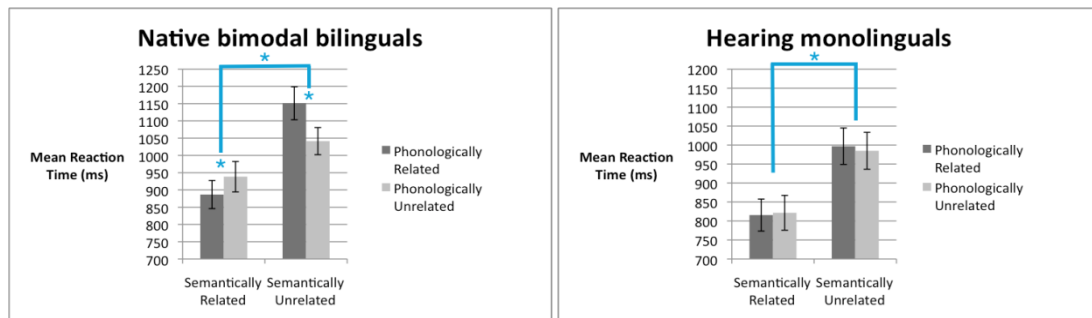 Native bimodal bilinguals
*
1250
1200
1150
*
1100
1050
1000
950
*
900
850
800
750
700
Mean Reaction
Time (ms)
Semantically
Related
Semantically
Unrelated
Phonologically
Related
Phonologically
Unrelated
Hearing monolinguals
*
1200
1150
1100
1050
1000
950
900
850
800
750
700
Mean Reaction
Time (ms)
Semantically
Related
Semantically
Unrelated
Phonologically
Related
Phonologically
Unrelated